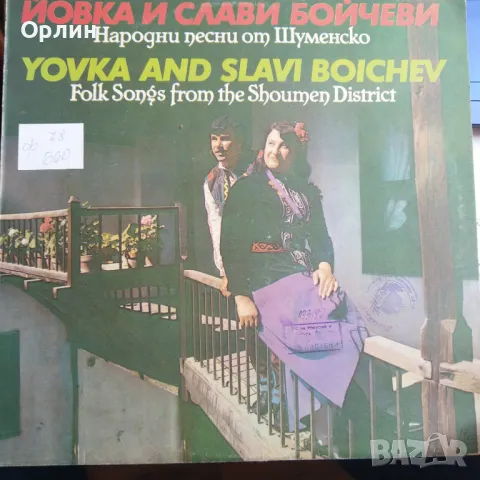 ЙОВКА И СЛАВИ БОЙЧЕВИ
Орлин
Народни песни от Шуменско
YOVKA AND SLAVI BOICHEV
Folk Songs from the Shoumen District
BAZAR